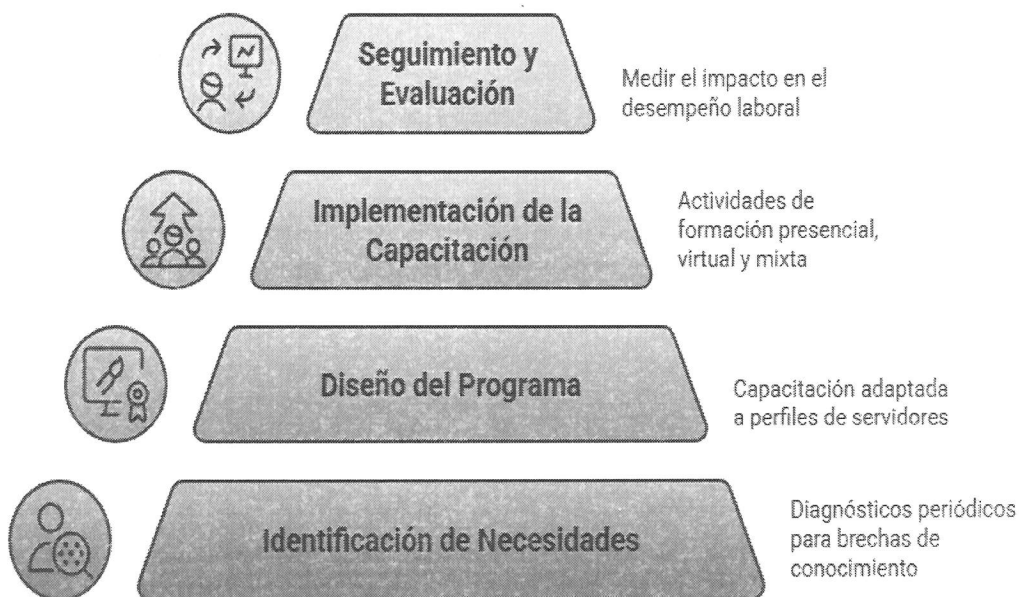 Seguimiento y
Evaluación
Medir el impacto en el
desempeño laboral
Implementación de la
Capacitación
Actividades de
formación presencial,
virtual y mixta
Diseño del Programa
Capacitación adaptada
a perfiles de servidores
Identificación de Necesidades
Diagnósticos periódicos
para brechas de
conocimiento